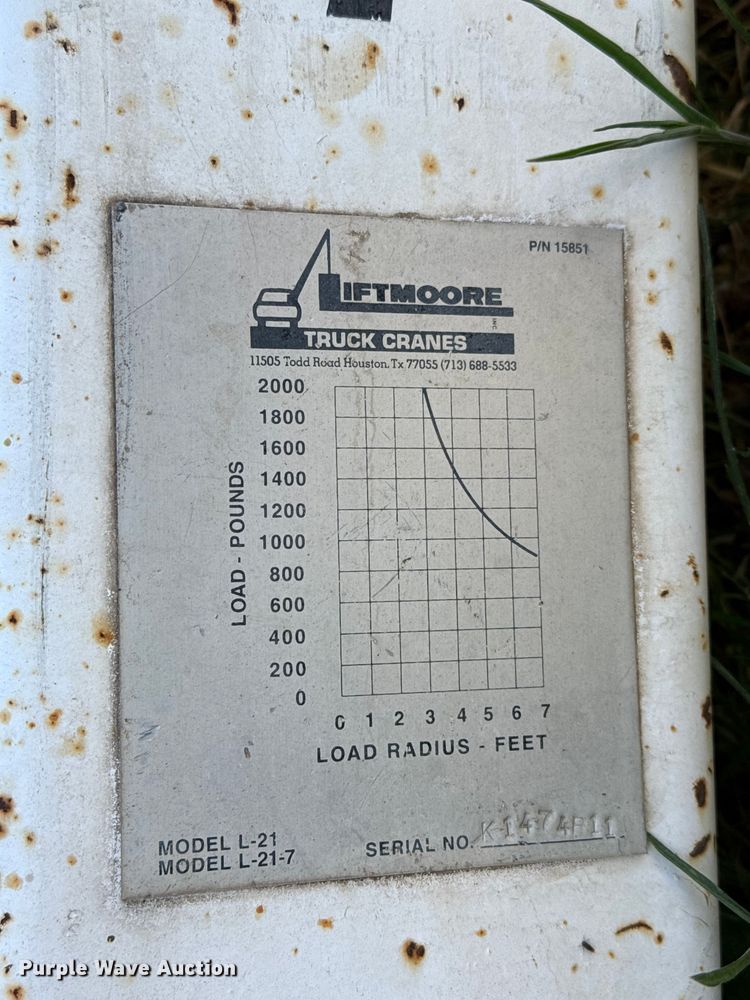 P/N 15851
LIFTMOORE INC.
TRUCK CRANES
11505 Todd Road Houston, Tx 77055 (713) 688-5533
2000
1800
1600
1400
1200
1000
800
600
400
200
0
LOAD - POUNDS
0 1 2 3 4 5 6 7
LOAD RADIUS - FEET
MODEL L-21
MODEL L-21-7
SERIAL NO.
Purple Wave Auction